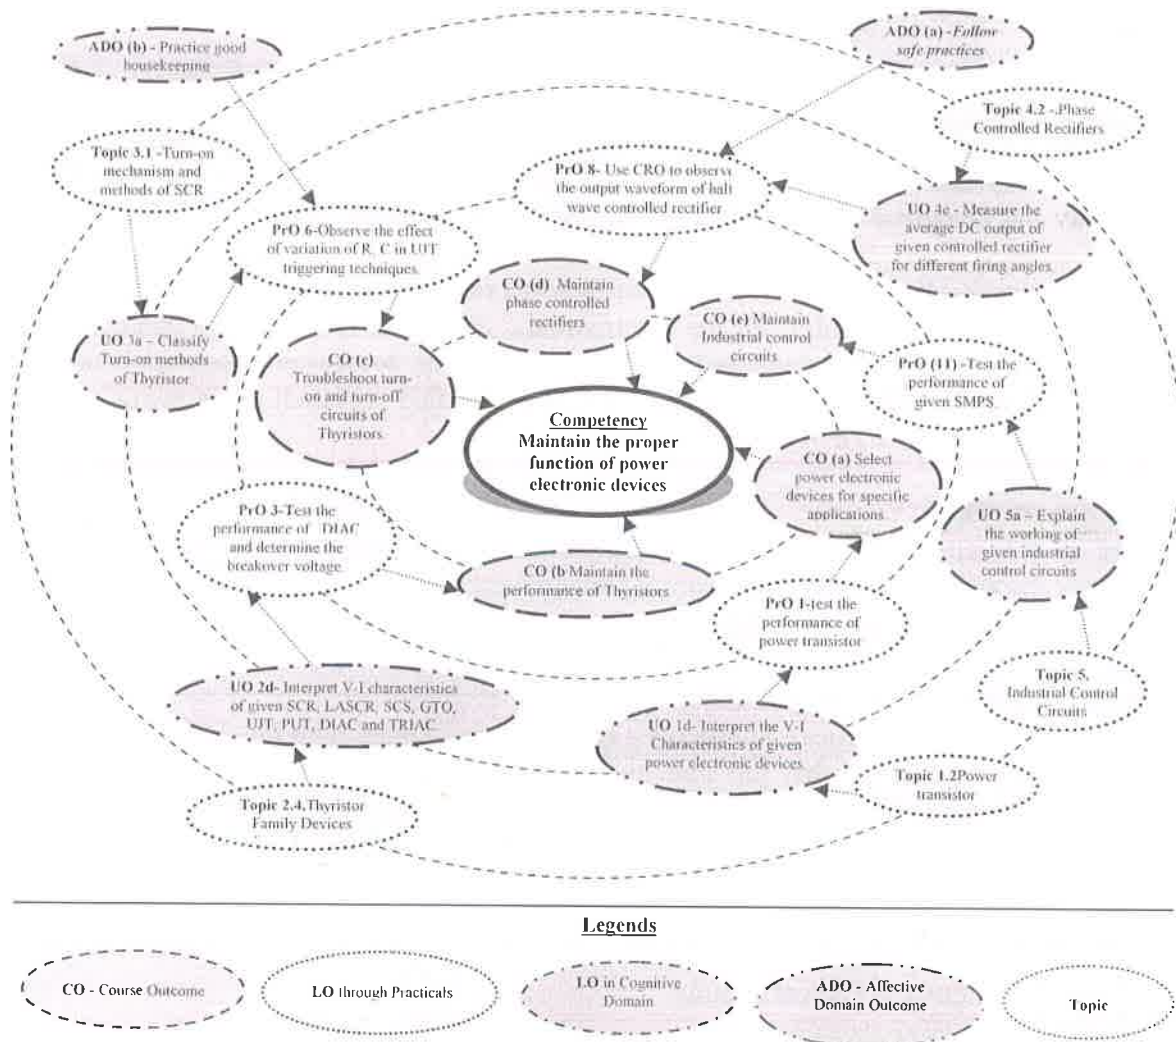 ADO (b) - Practice good
housekeeping
ADO (a) -Follow
safe practices
Topic 4.2 -.Phase
Controlled Rectifiers
Topic 3.1 -Turn-on
mechanism and
methods of SCR
PrO 8- Use CRO to observe
the output waveform of half
wave controlled rectifier
UO 4c - Measure the
average DC output of
given controlled rectifier
for different firing angles.
PrO 6-Observe the effect
of variation of R, C in UJT
triggering techniques.
CO (d) Maintain
phase controlled
rectifiers
CO (e) Maintain
Industrial control
circuits
UO 3a – Classify
Turn-on methods
of Thyristor.
CO (c)
Troubleshoot turn-
on and turn-off
circuits of
Thyristors.
PrO (11) -Test the
performance of
given SMPS.
Competency
Maintain the proper
function of power
electronic devices
CO (a) Select
power electronic
devices for specific
applications
PrO 3-Test the
performance of DIAC
and determine the
breakover voltage.
UO 5a – Explain
the working of
given industrial
control circuits
CO (b Maintain the
performance of Thyristors
PrO 1-test the
performance of
power transistor
UO 2d- Interpret V-I characteristics
of given SCR, LASCR, SCS, GTO,
UJT, PUT, DIAC and TRIAC.
Topic 5.
Industrial Control
Circuits
UO 1d- Interpret the V-I
Characteristics of given
power electronic devices.
Topic 1.2Power
transistor
Topic 2.4.Thyristor
Family Devices
Legends
CO - Course Outcome
LO through Practicals
LO in Cognitive
Domain
ADO - Affective
Domain Outcome
Topic